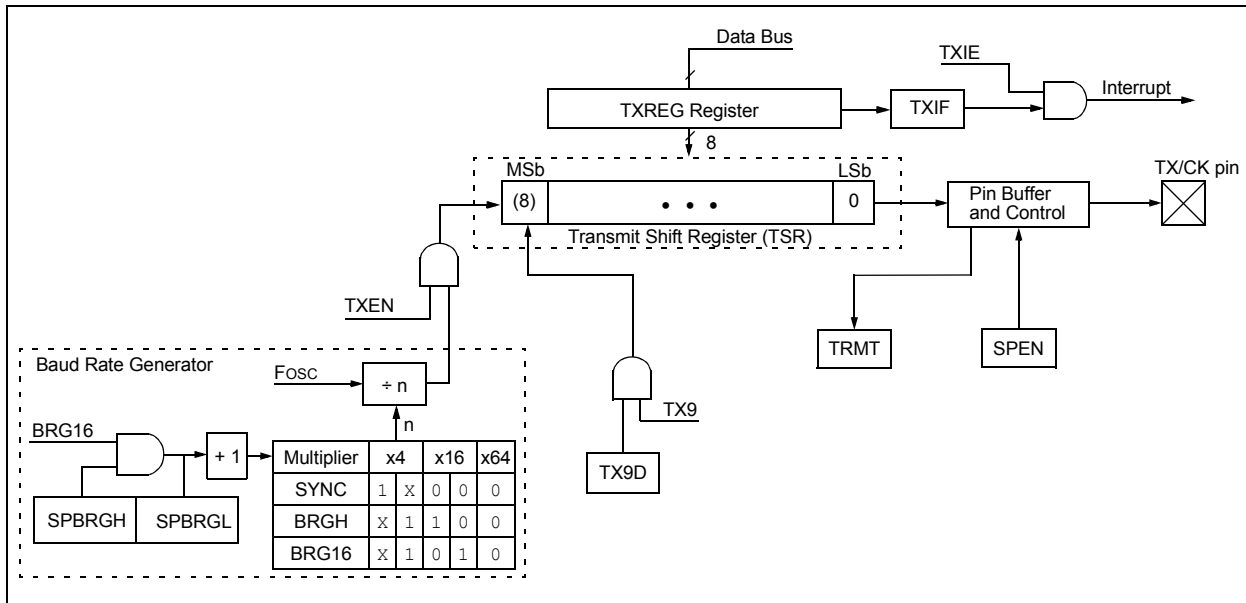 Data Bus
TXIE
Interrupt
TXREG Register
TXIF
8
MSb
LSb
TX/CK pin
(8)
• • •
0
Pin Buffer
and Control
Transmit Shift Register (TSR)
TXEN
TRMT
SPEN
Baud Rate Generator
FOSC
÷ n
n
TX9
BRG16
+ 1
Multiplier x4 x16 x64
TX9D
SYNC 1 X 0 0 0
SPBRGH SPBRGL
BRGH X 1 1 0 0
BRG16 X 1 0 1 0